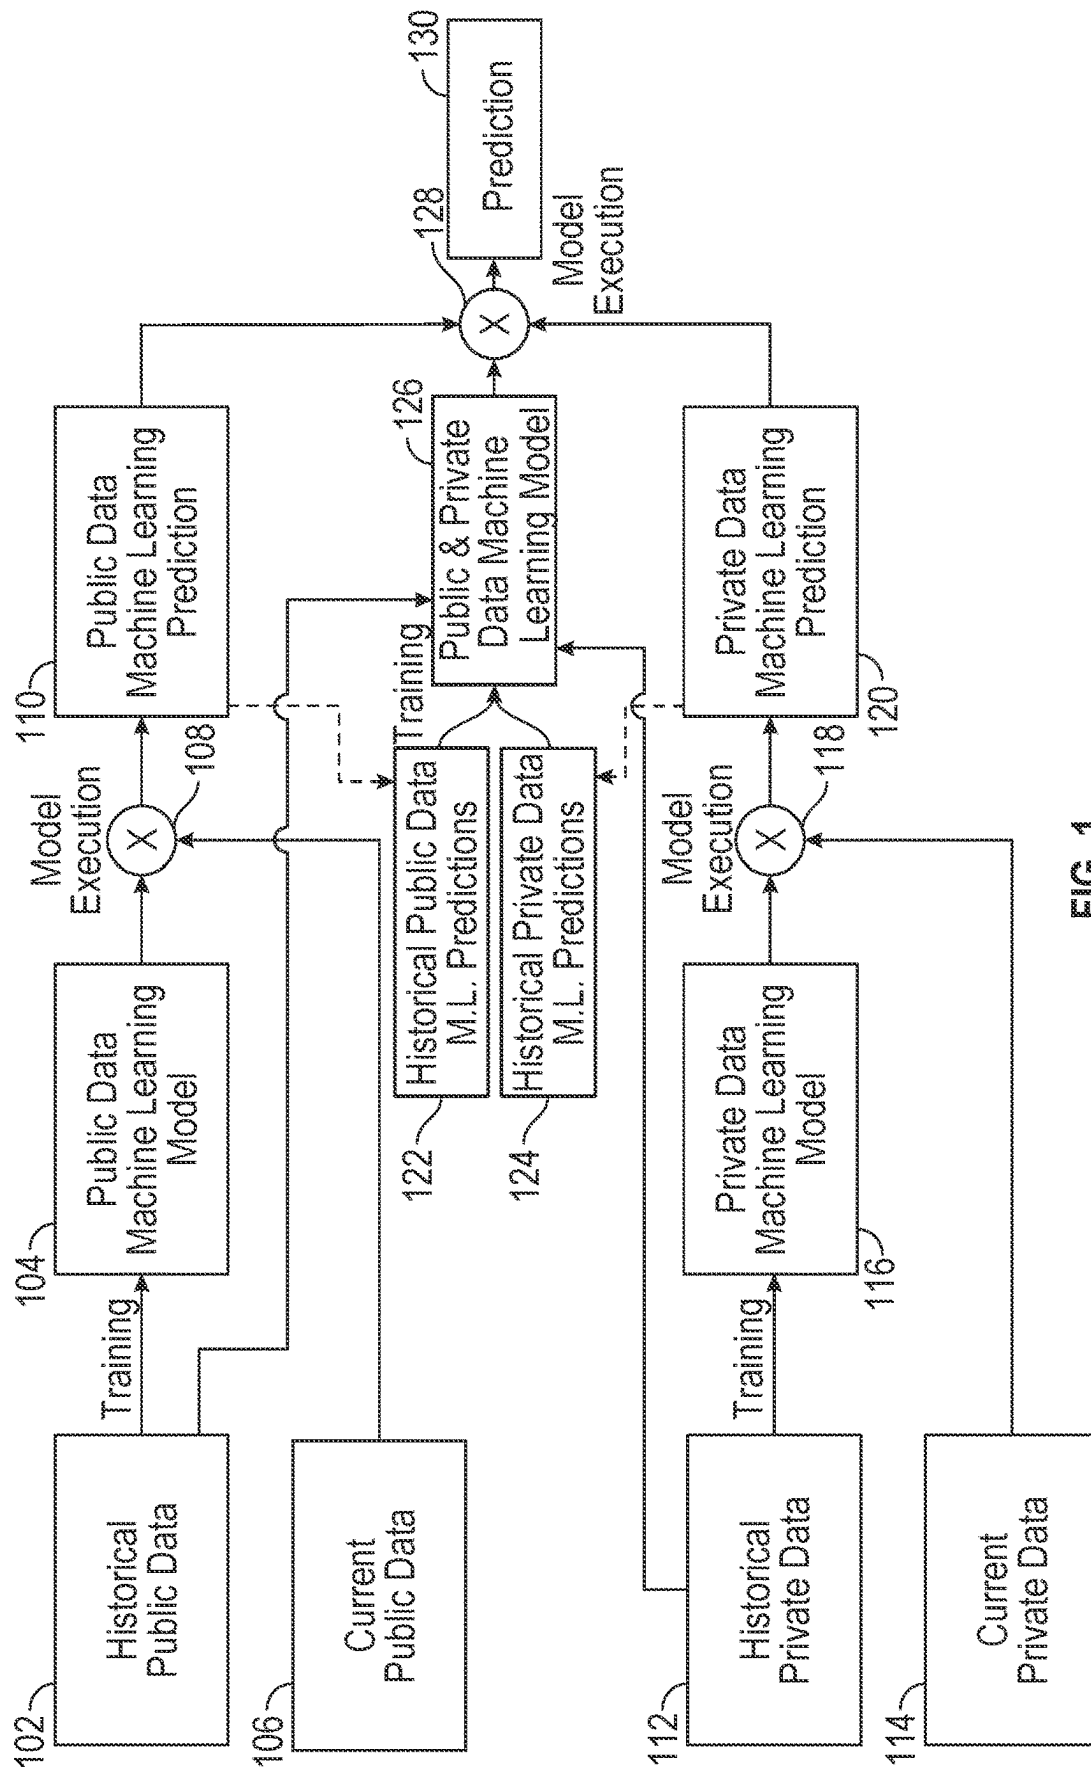 102
Historical
Public Data
Training
104
Public Data
Machine Learning
Model
Model
Execution
108
110
Public Data
Machine Learning
Prediction
106
Current
Public Data
122
Historical Public Data
M.L. Predictions
124
Historical Private Data
M.L. Predictions
Training
126
Public & Private
Data Machine
Learning Model
X
X
128
Model
Execution
130
Prediction
112
Historical
Private Data
Training
116
Private Data
Machine Learning
Model
Model
Execution
X
118
120
Private Data
Machine Learning
Prediction
114
Current
Private Data
FIG. 1